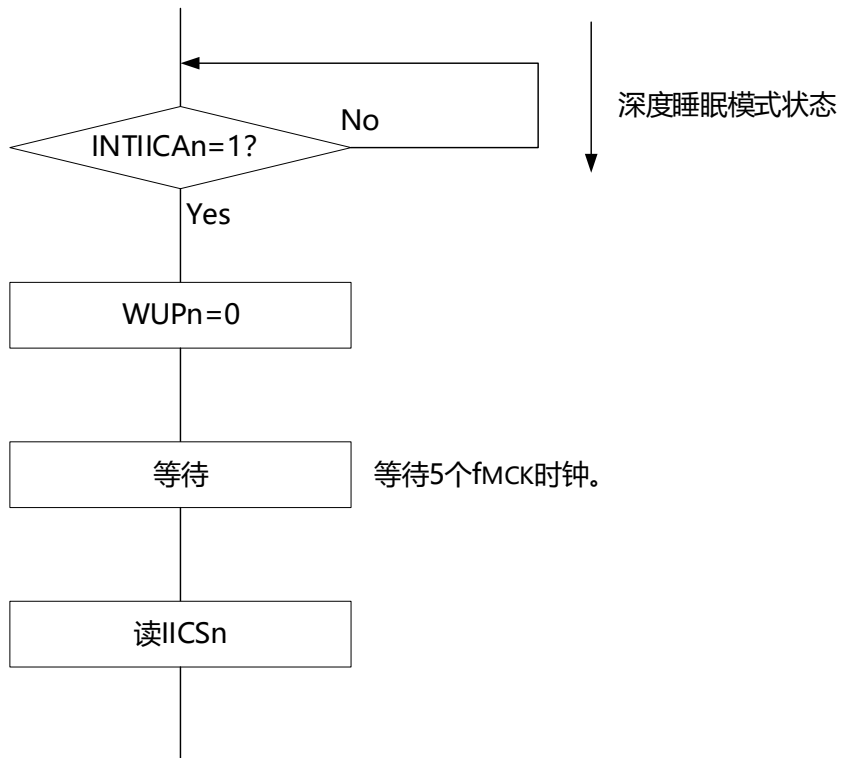 深度睡眠模式状态
No
INTIICAn=1?
Yes
WUPn=0
等待
等待5个fMCK时钟。
读IICSn